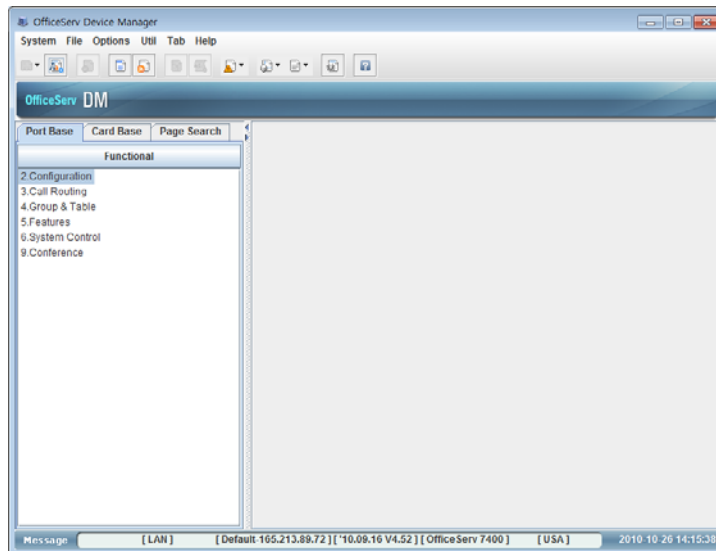 OfficeServ Device Manager
System File Options Util Tab Help
OfficeServ DM
Port Base Card Base Page Search
Functional
2.Configuration
3.Call Routing
4.Group & Table
5.Features
6.System Control
9.Conference
Message [ LAN ] [ Default-165.213.89.72 ] [ '10.09.16 V4.52 ] [ OfficeServ 7400 ] [ USA ] 2010-10-26 14:15:38